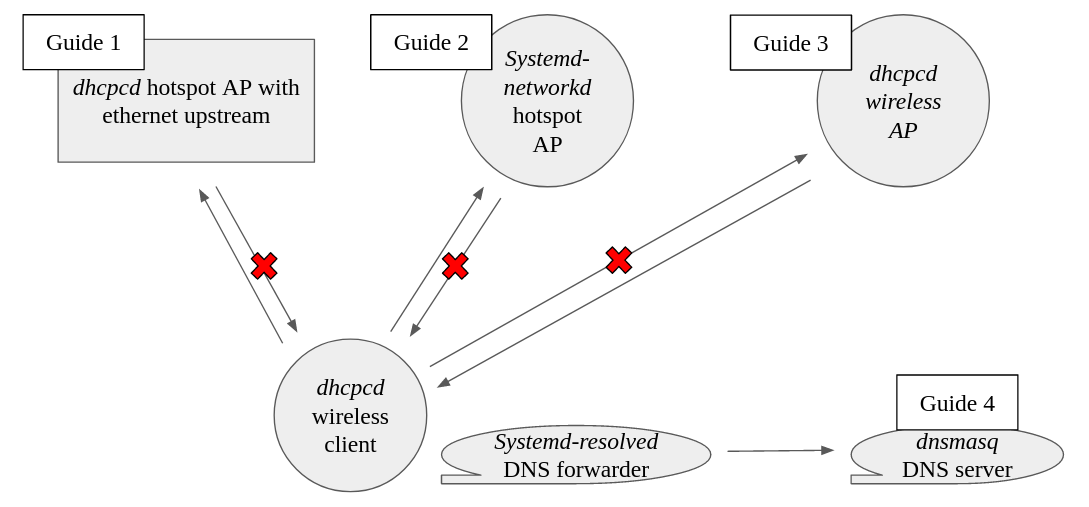 Guide 1
dhcpcd hotspot AP with
ethernet upstream
Guide 2
Systemd-
networkd
hotspot
AP
Guide 3
dhcpcd
wireless
AP
dhcpcd
wireless
client
Systemd-resolved
DNS forwarder
Guide 4
dnsmasq
DNS server